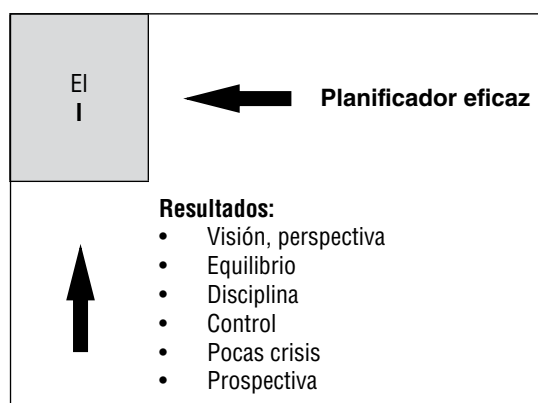 El
I
Planificador eficaz
Resultados:
• Visión, perspectiva
• Equilibrio
• Disciplina
• Control
• Pocas crisis
• Prospectiva